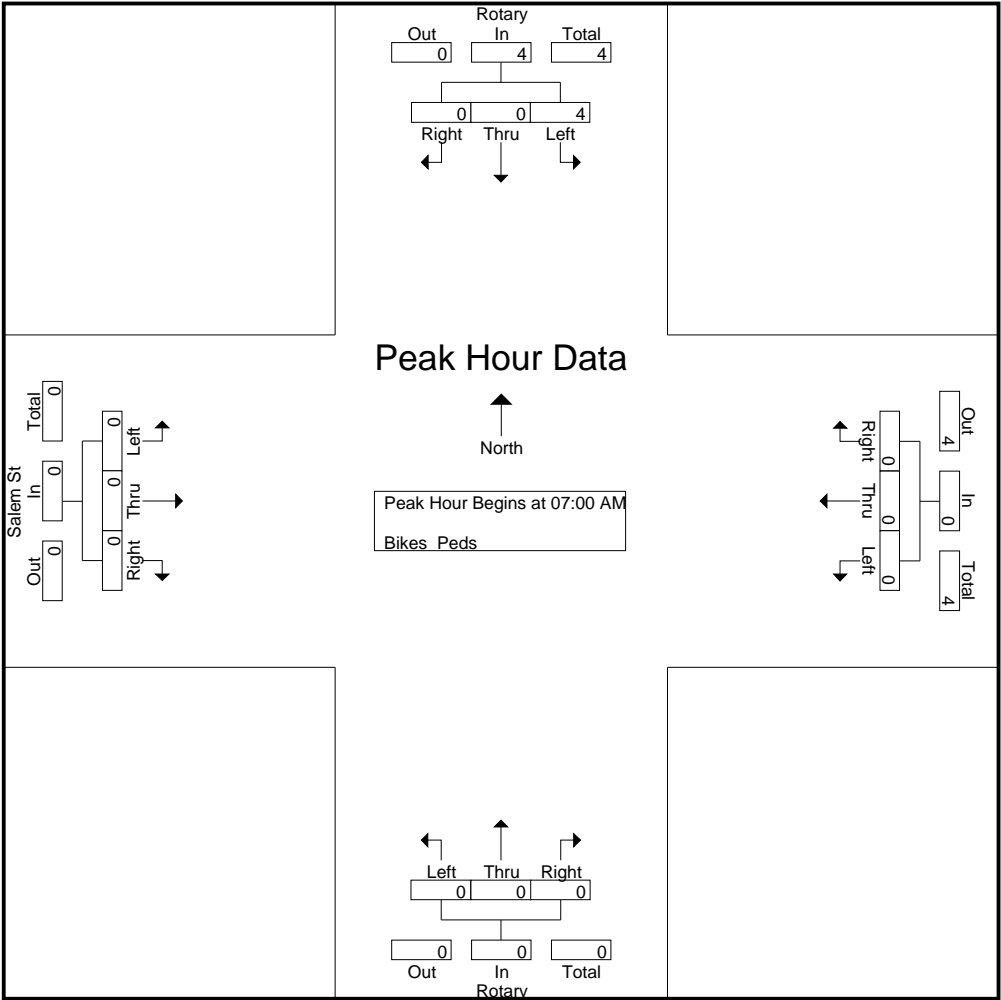 Rotary
Out In Total
0 4 4
0 0 4
Right Thru Left
Peak Hour Data
North
Peak Hour Begins at 07:00 AM
Bikes Peds
Salem St
Total In Out
0 0 0
0 0 0
Left Thru Right
Out In Total
4 0 4
Right Thru Left
0 0 0
Left Thru Right
0 0 0
0 0 0
Out In Total
Rotary